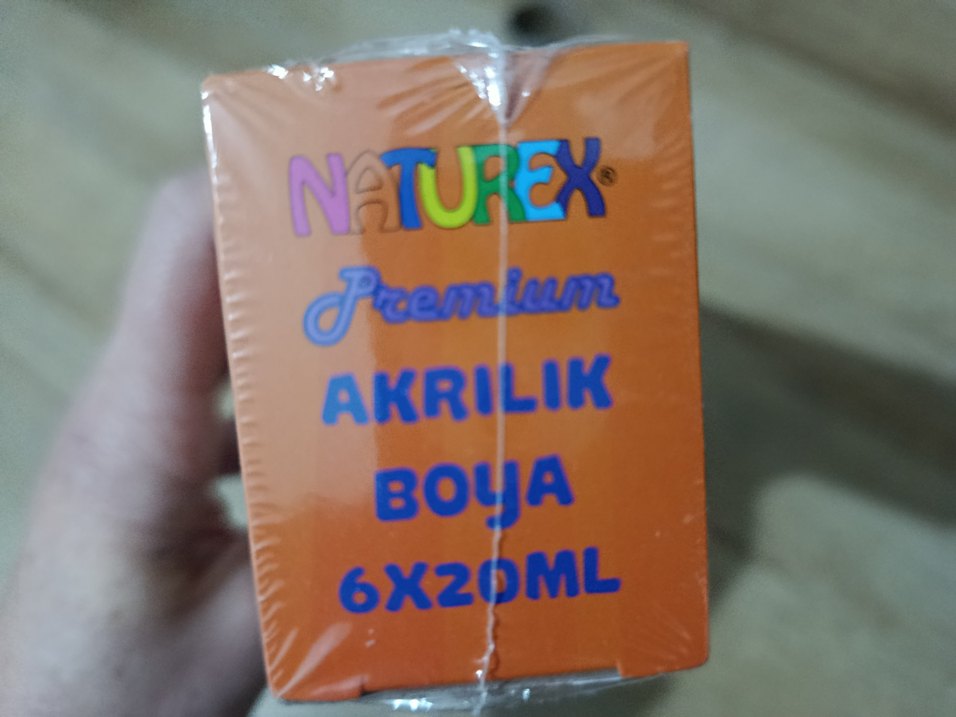 NATUREX®
Premium
AKRILIK
BOyA
6X20ML